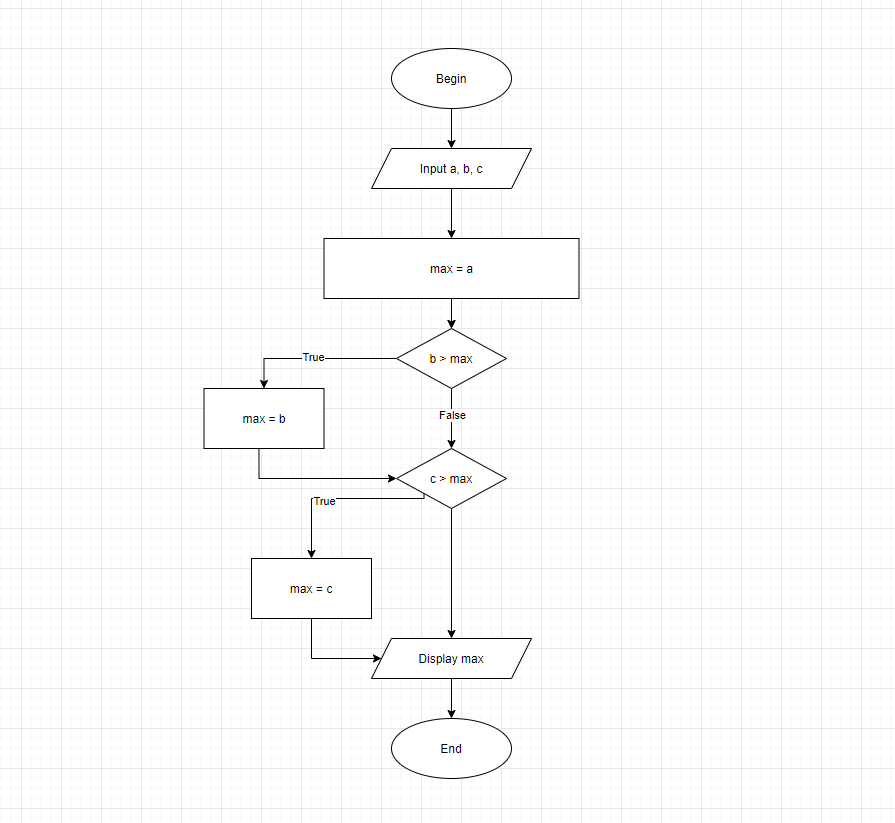 Begin
Input a, b, c
max = a
b > max
True
max = b
False
c > max
True
max = c
Display max
End